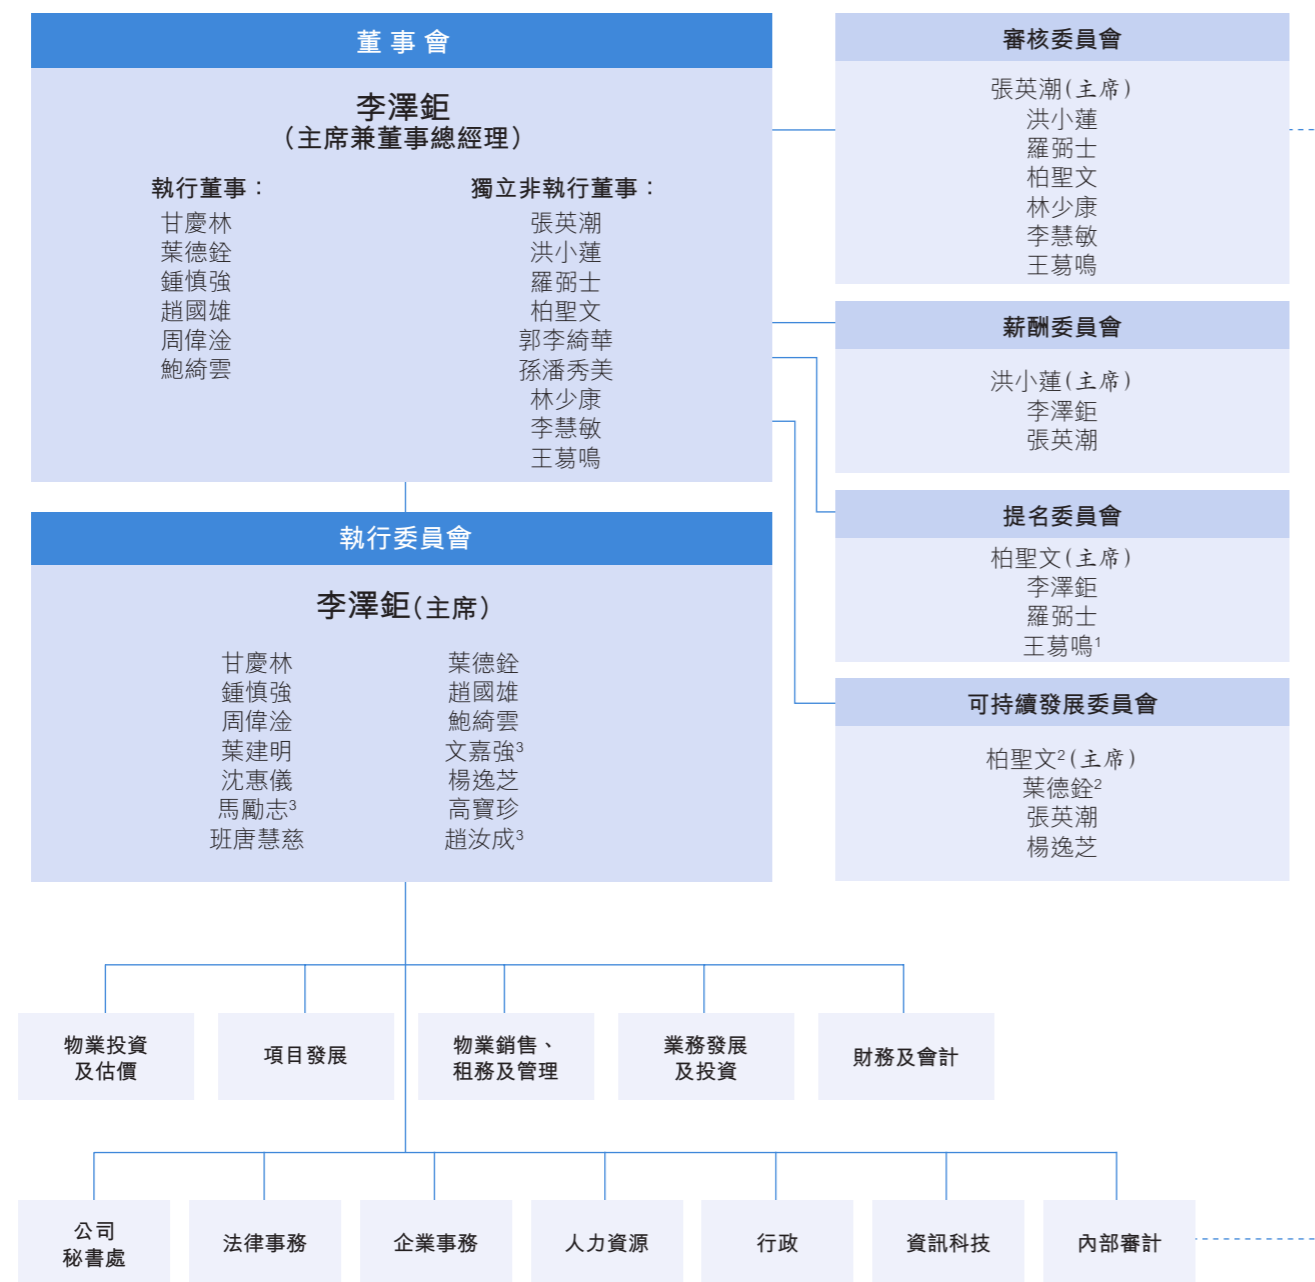 董事會
李澤鉅
（主席兼董事總經理）
執行董事：
甘慶林
葉德銓
鍾慎強
趙國雄
周偉淦
鮑綺雲
獨立非執行董事：
張英潮
洪小蓮
羅弼士
柏聖文
郭李綺華
孫潘秀美
林少康
李慧敏
王䓪鳴
執行委員會
李澤鉅（主席）
甘慶林 葉德銓
鍾慎強 趙國雄
周偉淦 鮑綺雲
葉建明 文嘉強³
沈惠儀 楊逸芝
馬勵志³ 高寶珍
班唐慧慈 趙汝成³
審核委員會
張英潮（主席）
洪小蓮
羅弼士
柏聖文
林少康
李慧敏
王䓪鳴
薪酬委員會
洪小蓮（主席）
李澤鉅
張英潮
提名委員會
柏聖文（主席）
李澤鉅
羅弼士
王䓪鳴¹
可持續發展委員會
柏聖文²（主席）
葉德銓²
張英潮
楊逸芝
物業投資
及估價
項目發展
物業銷售、
租務及管理
業務發展
及投資
財務及會計
公司
秘書處
法律事務
企業事務
人力資源
行政
資訊科技
內部審計